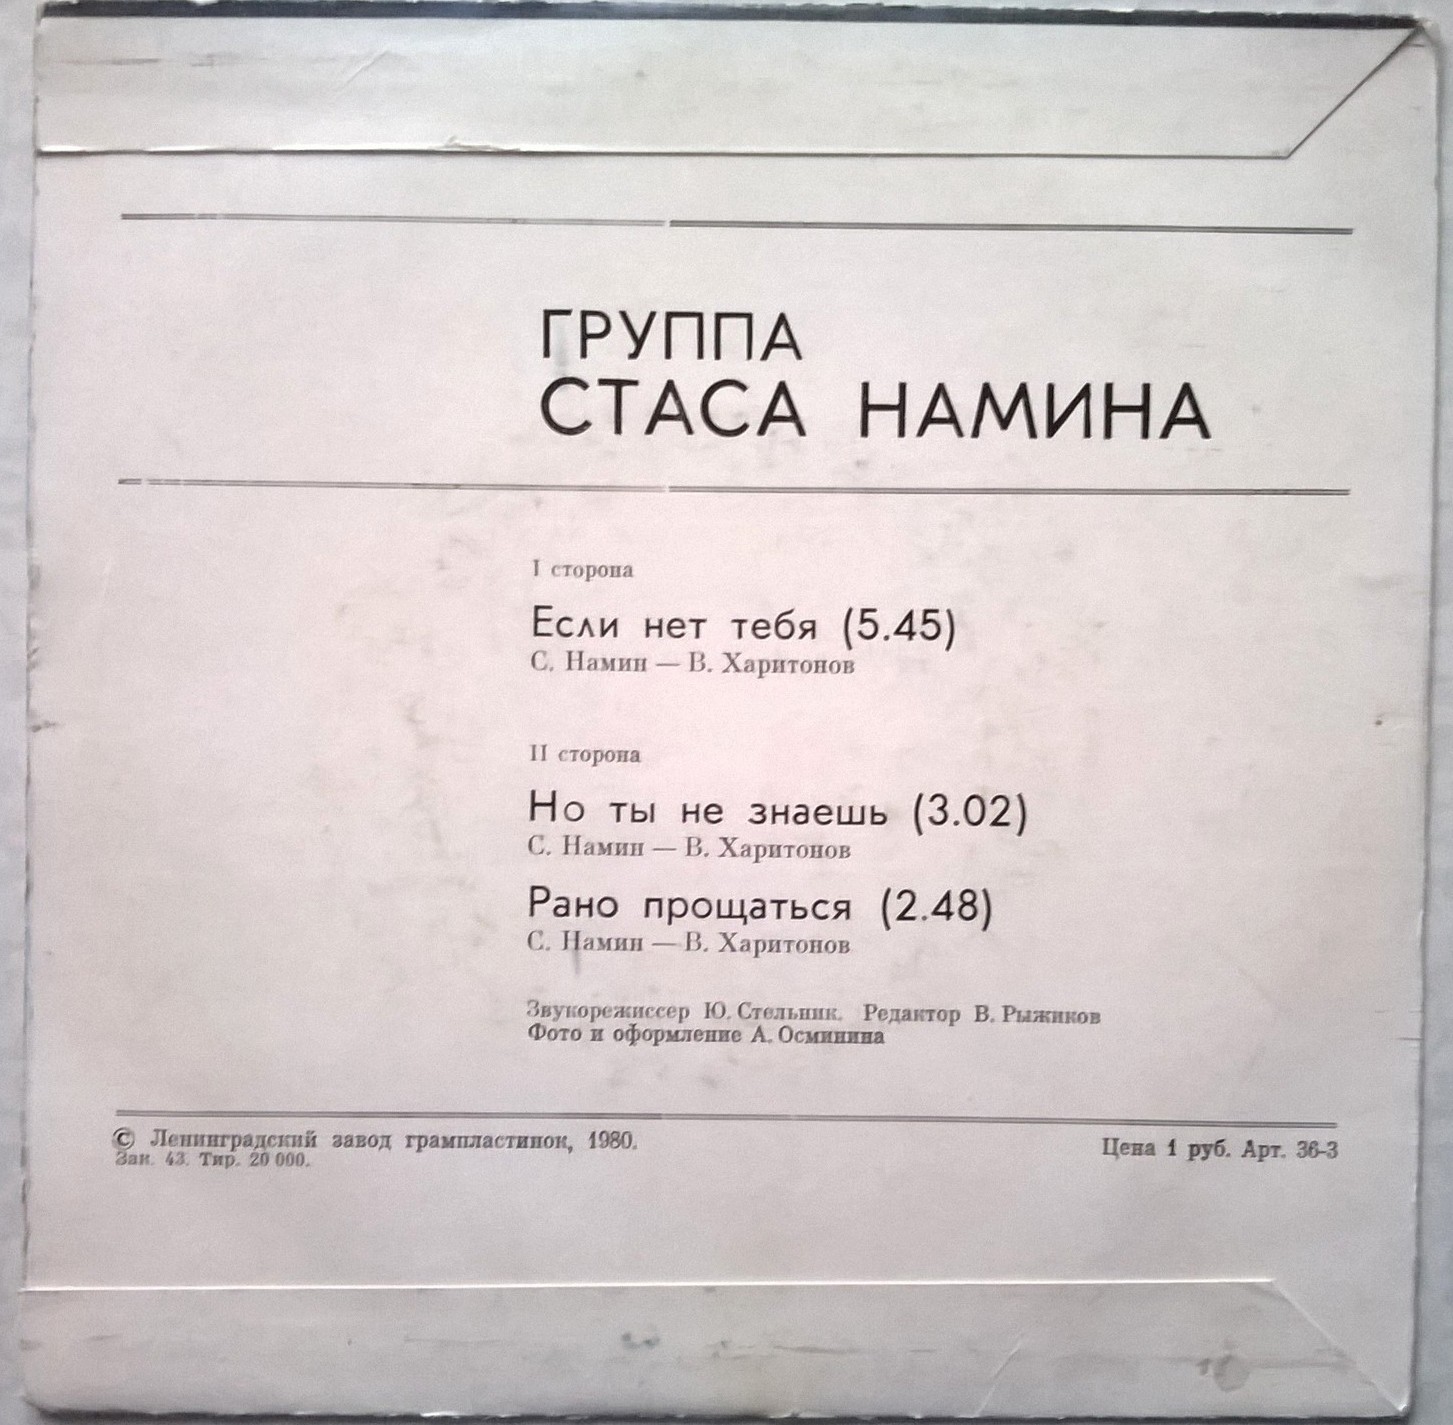 ГРУППА
СТАСА НАМИНА
I сторона
Если нет тебя (5.45)
С. Намин — В. Харитонов
II сторона
Но ты не знаешь (3.02)
С. Намин — В. Харитонов
Рано прощаться (2.48)
С. Намин — В. Харитонов
Звукорежиссер Ю. Стельник. Редактор В. Рыжиков
Фото и оформление А. Осминина
© Ленинградский завод грампластинок, 1980. Цена 1 руб. Арт. 36-3
Зак. 43. Тир. 20 000.